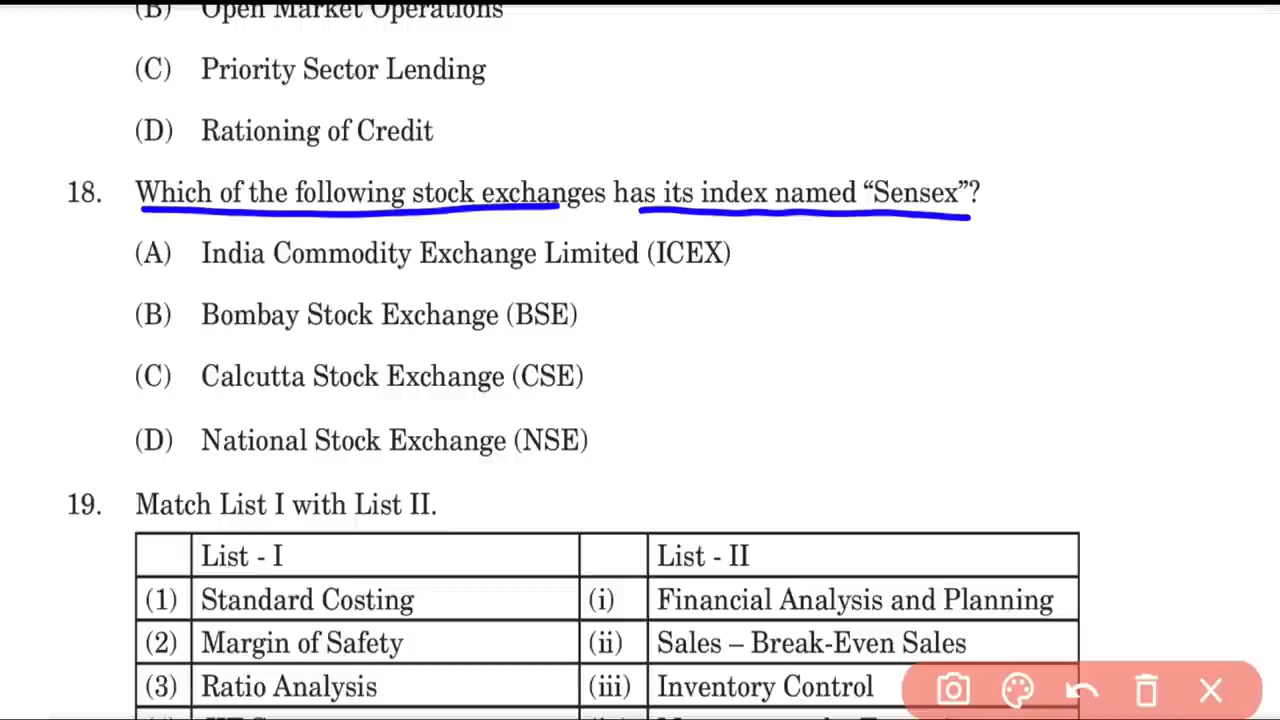 (B) Open Market Operations
(C) Priority Sector Lending
(D) Rationing of Credit
18. Which of the following stock exchanges has its index named “Sensex”?
(A) India Commodity Exchange Limited (ICEX)
(B) Bombay Stock Exchange (BSE)
(C) Calcutta Stock Exchange (CSE)
(D) National Stock Exchange (NSE)
19. Match List I with List II.
List - I List - II
(1) Standard Costing (i) Financial Analysis and Planning
(2) Margin of Safety (ii) Sales – Break-Even Sales
(3) Ratio Analysis (iii) Inventory Control